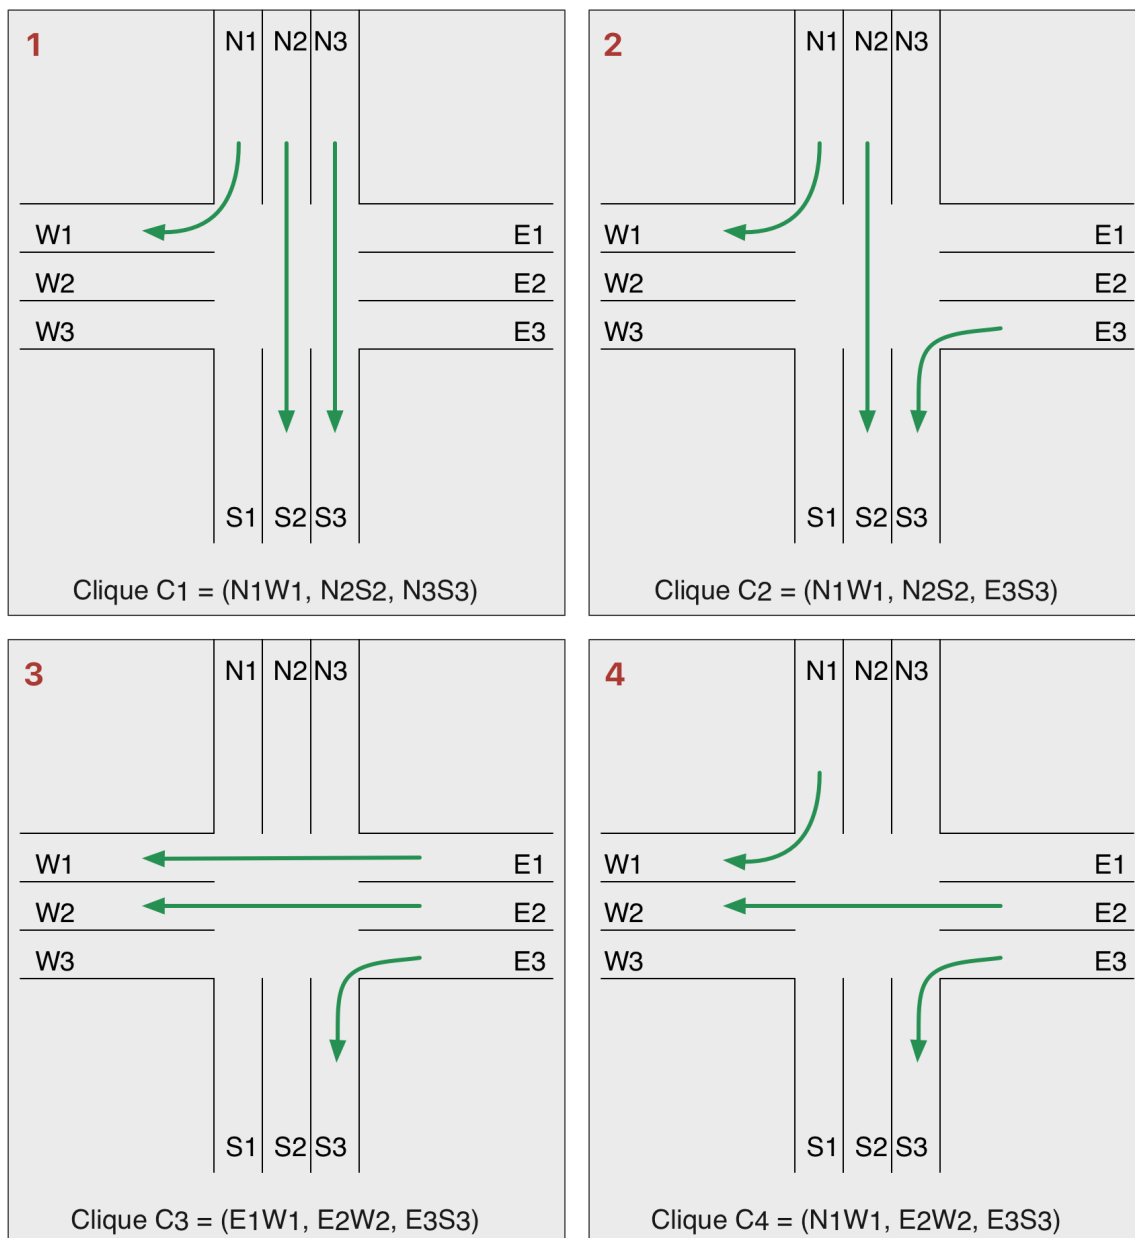 1
N1 N2 N3
W1 E1
W2 E2
W3 E3
S1 S2 S3
Clique C1 = (N1W1, N2S2, N3S3)
2
N1 N2 N3
W1 E1
W2 E2
W3 E3
S1 S2 S3
Clique C2 = (N1W1, N2S2, E3S3)
3
N1 N2 N3
W1 E1
W2 E2
W3 E3
S1 S2 S3
Clique C3 = (E1W1, E2W2, E3S3)
4
N1 N2 N3
W1 E1
W2 E2
W3 E3
S1 S2 S3
Clique C4 = (N1W1, E2W2, E3S3)